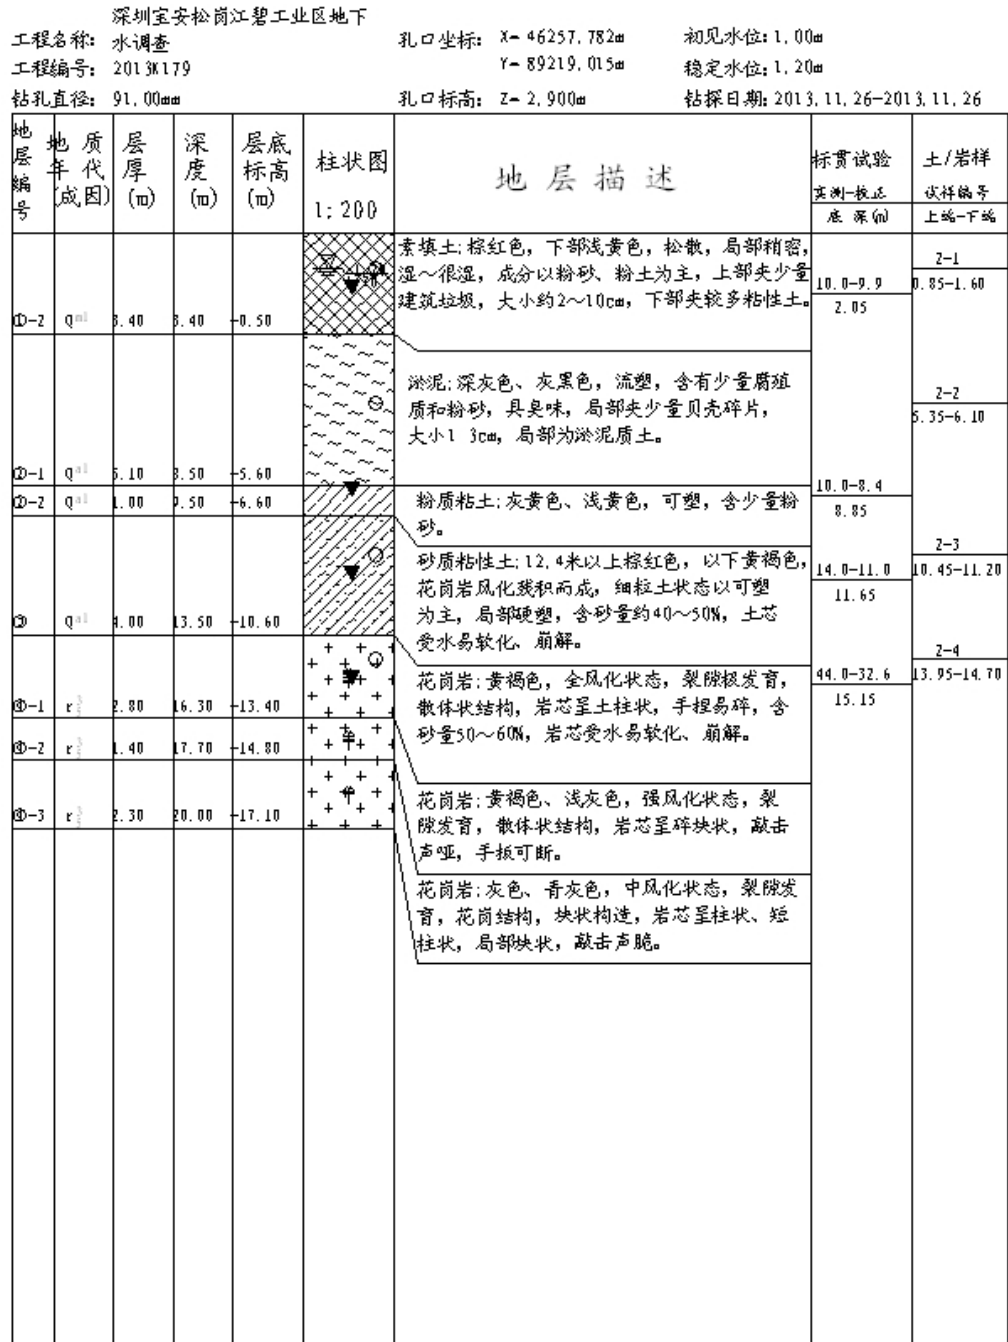 深圳宝安松岗江碧工业区地下
工程名称: 水调查
孔口坐标: X= 46257.782m
初见水位: 1.00m
工程编号: 2013K179
Y= 89219.015m
稳定水位: 1.20m
钻孔直径: 91.00mm
孔口标高: Z= 2.900m
钻探日期: 2013.11.26-2013.11.26
地层编号
地质年代(成因)
层厚(m)
深度(m)
层底标高(m)
柱状图
1:200
地层描述
标贯试验
实测-校正
底深(m)
土/岩样
试样编号
上端-下端
素填土:棕红色，下部浅黄色，松散，局部稍密，
湿～很湿，成分以粉砂、粉土为主，上部夹少量
建筑垃圾，大小约2～10cm，下部夹较多粘性土。
①-2 Qml 3.40 3.40 -0.50
10.0-9.9
2.05
2-1
0.85-1.60
淤泥:深灰色、灰黑色，流塑，含有少量腐殖
质和粉砂，具臭味，局部夹少量贝壳碎片，
大小1 3cm，局部为淤泥质土。
②-1 Qal 5.10 8.50 -5.60
2-2
5.35-6.10
②-2 Qal 1.00 9.50 -6.60
粉质粘土:灰黄色、浅黄色，可塑，含少量粉
砂。
10.0-8.4
8.85
砂质粘性土:12.4米以上棕红色，以下黄褐色，
花岗岩风化残积而成，细粒土状态以可塑
为主，局部硬塑，含砂量约40～50%，土芯
受水易软化、崩解。
③ Qal 4.00 13.50 -10.60
14.0-11.0
11.65
2-3
10.45-11.20
花岗岩:黄褐色，全风化状态，裂隙极发育，
散体状结构，岩芯呈土柱状，手捏易碎，含
砂量50～60%，岩芯受水易软化、崩解。
-1 2.80 16.30 -13.40
44.0-32.6
15.15
2-4
13.95-14.70
-2 1.40 17.70 -14.80
花岗岩:黄褐色、浅灰色，强风化状态，裂
隙发育，散体状结构，岩芯呈碎块状，敲击
声哑，手扳可断。
-3 2.30 20.00 -17.10
花岗岩:灰色、青灰色，中风化状态，裂隙发
育，花岗结构，块状构造，岩芯呈柱状、短
柱状，局部块状，敲击声脆。